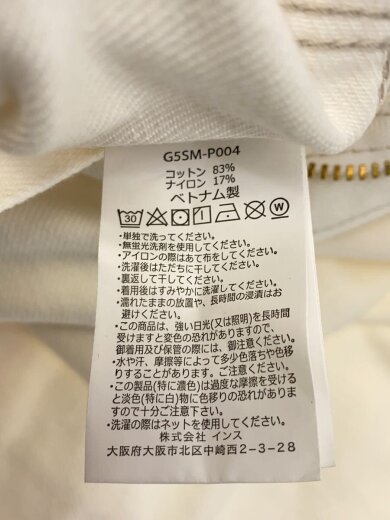 G5SM-P004
コットン 83%
ナイロン 17%
ベトナム製
30 W
・単独で洗ってください。
・無蛍光洗剤を使用してください。
・アイロンの際はあて布をしてください。
・洗濯後はただちに干してください。
・裏返して干してください。
・着用後はすみやかに洗濯してください。
・濡れたままの放置や、長時間の浸漬はお
避けください。
・この商品は、強い日光(又は照明)を長時間
受けますと変色の恐れがありますので、
御着用及び保管の際には、御注意ください。
・水や汗、摩擦等によって多少色落ちや色移
りすることがあります。ご注意ください。
・この製品(特に濃色)は過度な摩擦を受ける
と淡色(特に白)物に色移りの恐れがありま
すので十分ご注意下さい。
・洗濯の際はネットを使用してください。
株式会社 インス
大阪府大阪市北区中崎西2-3-28